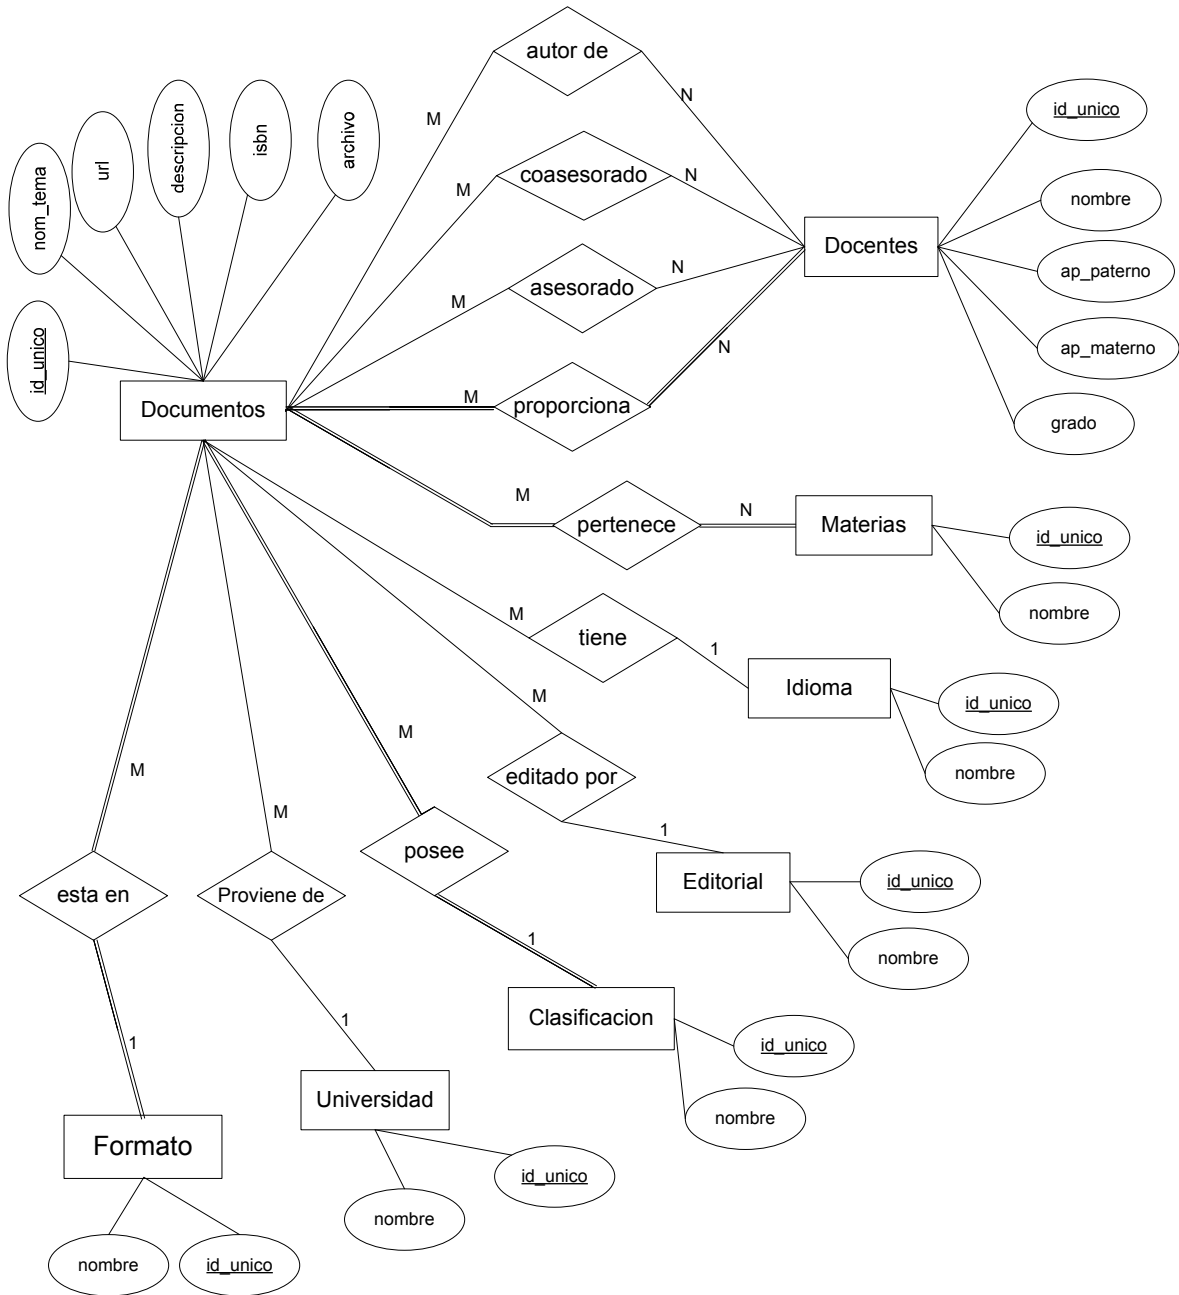 autor de
M
N
id_unico
archivo
isbn
descripcion
url
nom_tema
id_unico
coasesorado
M
N
nombre
Docentes
ap_paterno
asesorado
M
N
ap_materno
proporciona
M
N
grado
Documentos
pertenece
M
N
Materias
id_unico
nombre
tiene
M
1
Idioma
id_unico
nombre
M
editado por
1
Editorial
id_unico
nombre
M
posee
1
Clasificacion
id_unico
nombre
M
Proviene de
1
Universidad
id_unico
nombre
M
esta en
1
Formato
nombre
id_unico